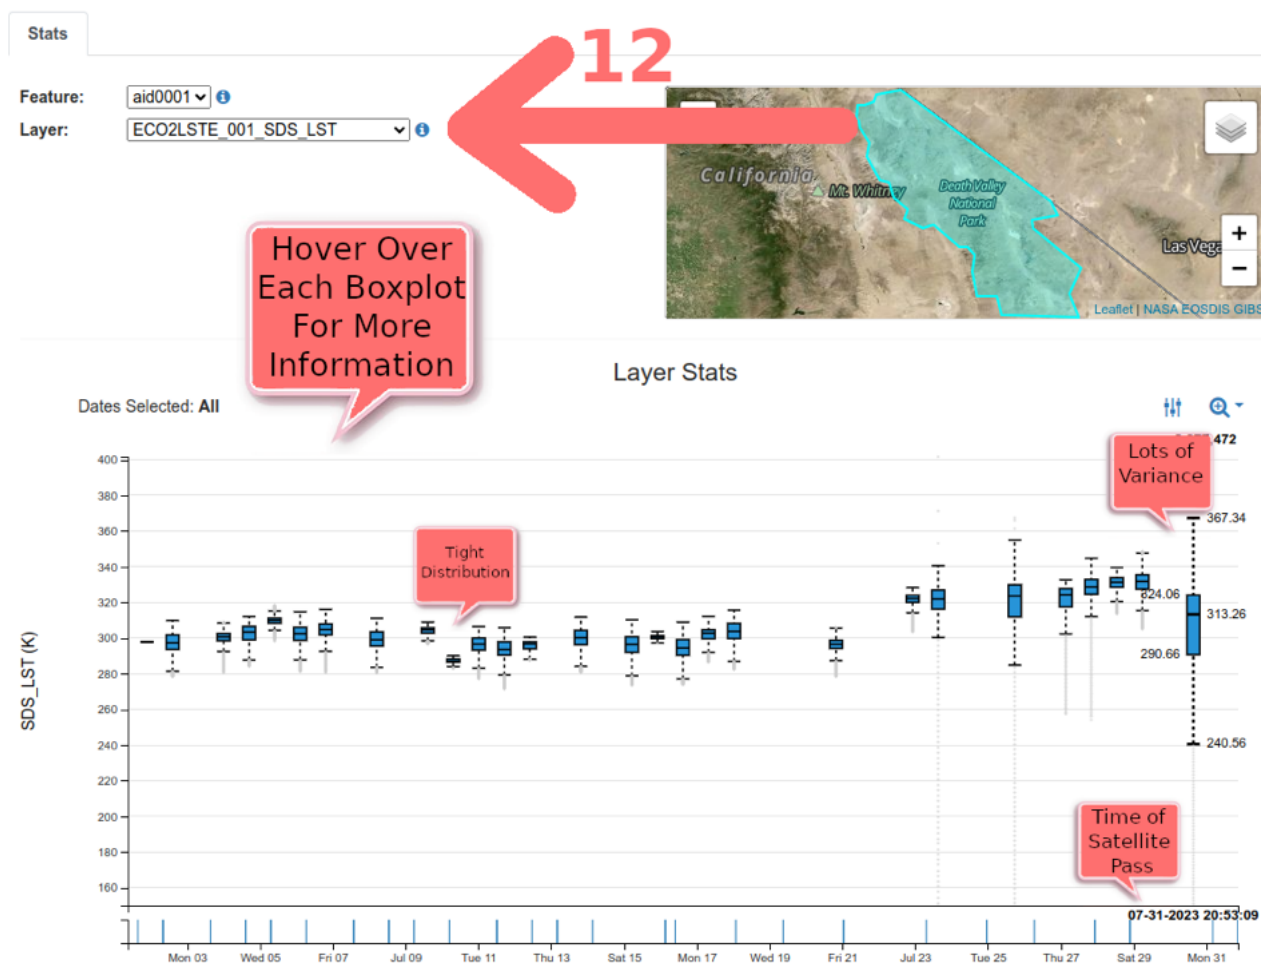 Stats
12
Feature:
aid0001
Layer:
ECO2LSTE_001_SDS_LST
California
Mt. Whitney
Death Valley
National
Park
Las Vega
+
−
Leaflet | NASA EOSDIS GIBS
Hover Over
Each Boxplot
For More
Information
Layer Stats
Dates Selected: All
472
Lots of
Variance
Tight
Distribution
SDS_LST (K)
400
380
360
340
320
300
280
260
240
220
200
180
160
367.34
324.06
313.26
290.66
240.56
Time of
Satellite
Pass
07-31-2023 20:53:09
Mon 03 Wed 05 Fri 07 Jul 09 Tue 11 Thu 13 Sat 15 Mon 17 Wed 19 Fri 21 Jul 23 Tue 25 Thu 27 Sat 29 Mon 31